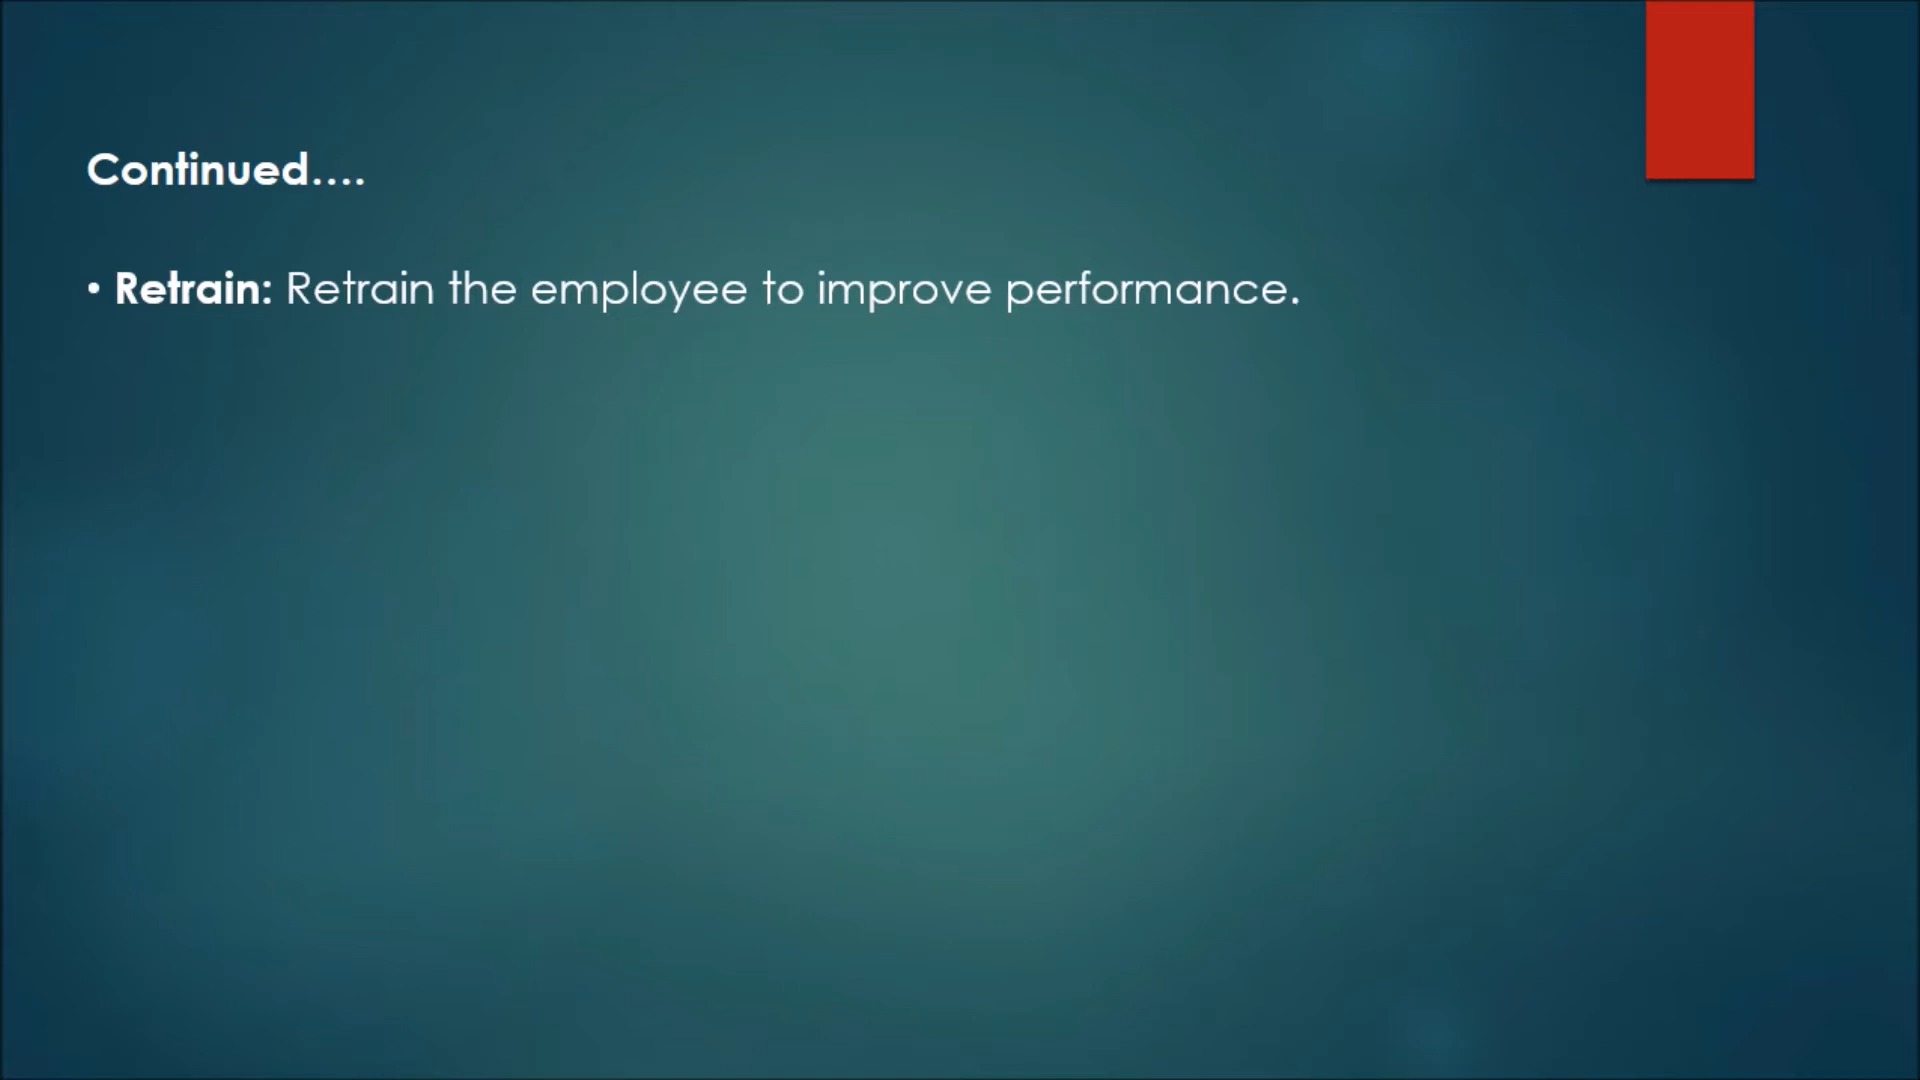 Continued....
• Retrain: Retrain the employee to improve performance.